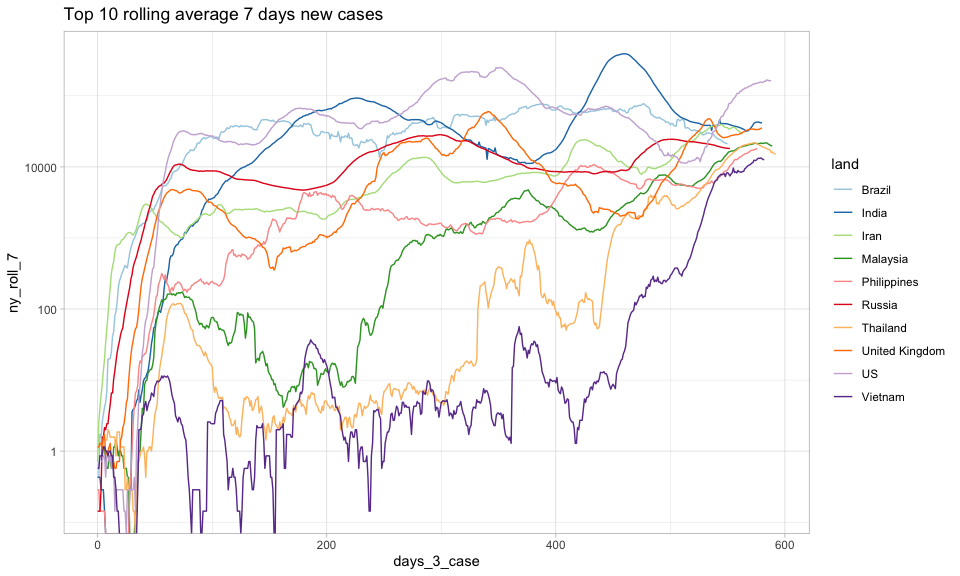 Top 10 rolling average 7 days new cases
ny_roll_7
10000
100
1
0
200
400
600
days_3_case
land
Brazil
India
Iran
Malaysia
Philippines
Russia
Thailand
United Kingdom
US
Vietnam